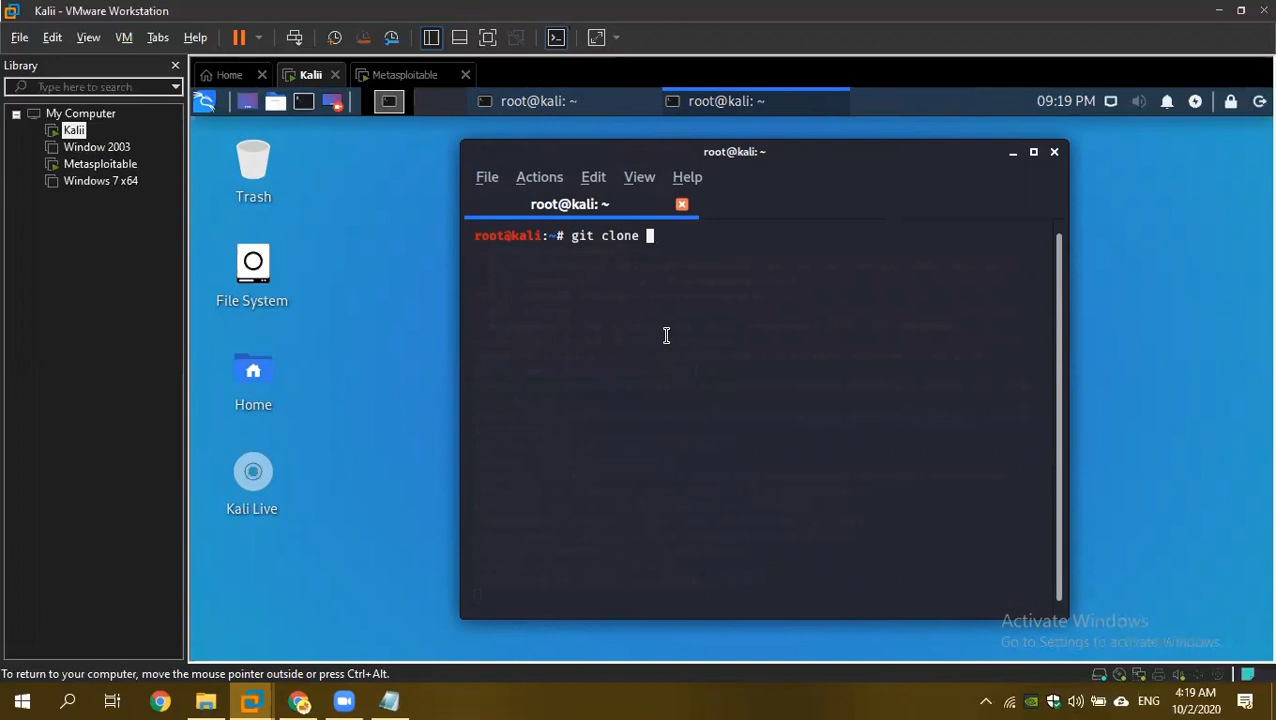 Kalii - VMware Workstation
File Edit View VM Tabs Help
Library
Type here to search
My Computer
Kalii
Window 2003
Metasploitable
Windows 7 x64
Home
Kalii
Metasploitable
root@kali: ~
root@kali: ~
09:19 PM
Trash
File System
Home
Kali Live
root@kali:~
File Actions Edit View Help
root@kali: ~
root@kali:~# git clone
Activate Windows
Go to Settings to activate Windows.
To return to your computer, move the mouse pointer outside or press Ctrl+Alt.
ENG
4:19 AM
10/2/2020